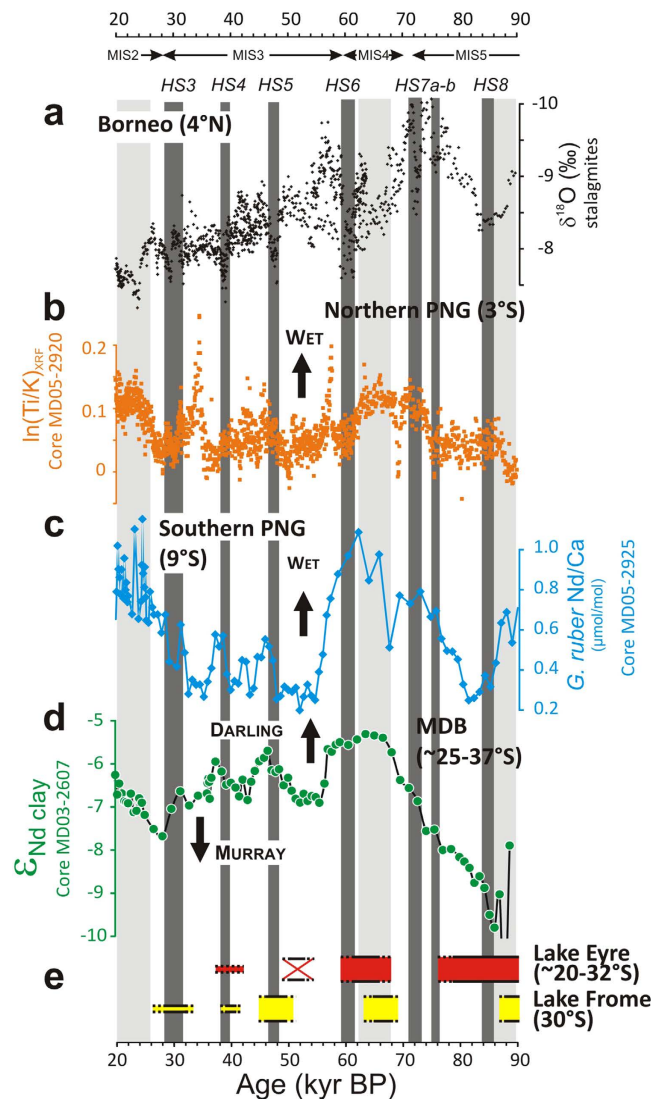 20 30 40 50 60 70 80 90
MIS2 MIS3 MIS4 MIS5
HS3 HS4 HS5 HS6 HS7a-b HS8
a
Borneo (4°N)
-10
-9
-8
δ18O (‰)
stalagmites
b
Northern PNG (3°S)
WET
0.2
0.1
0
ln(Ti/K)XRF
Core MD05-2920
c
Southern PNG
(9°S)
WET
1.0
0.8
0.6
0.4
0.2
G. ruber Nd/Ca
(µmol/mol)
Core MD05-2925
d
-5
-6
-7
-8
-9
-10
εNd clay
Core MD03-2607
DARLING
MURRAY
MDB
(~25-37°S)
e
Lake Eyre
(~20-32°S)
Lake Frome
(30°S)
20 30 40 50 60 70 80 90
Age (kyr BP)